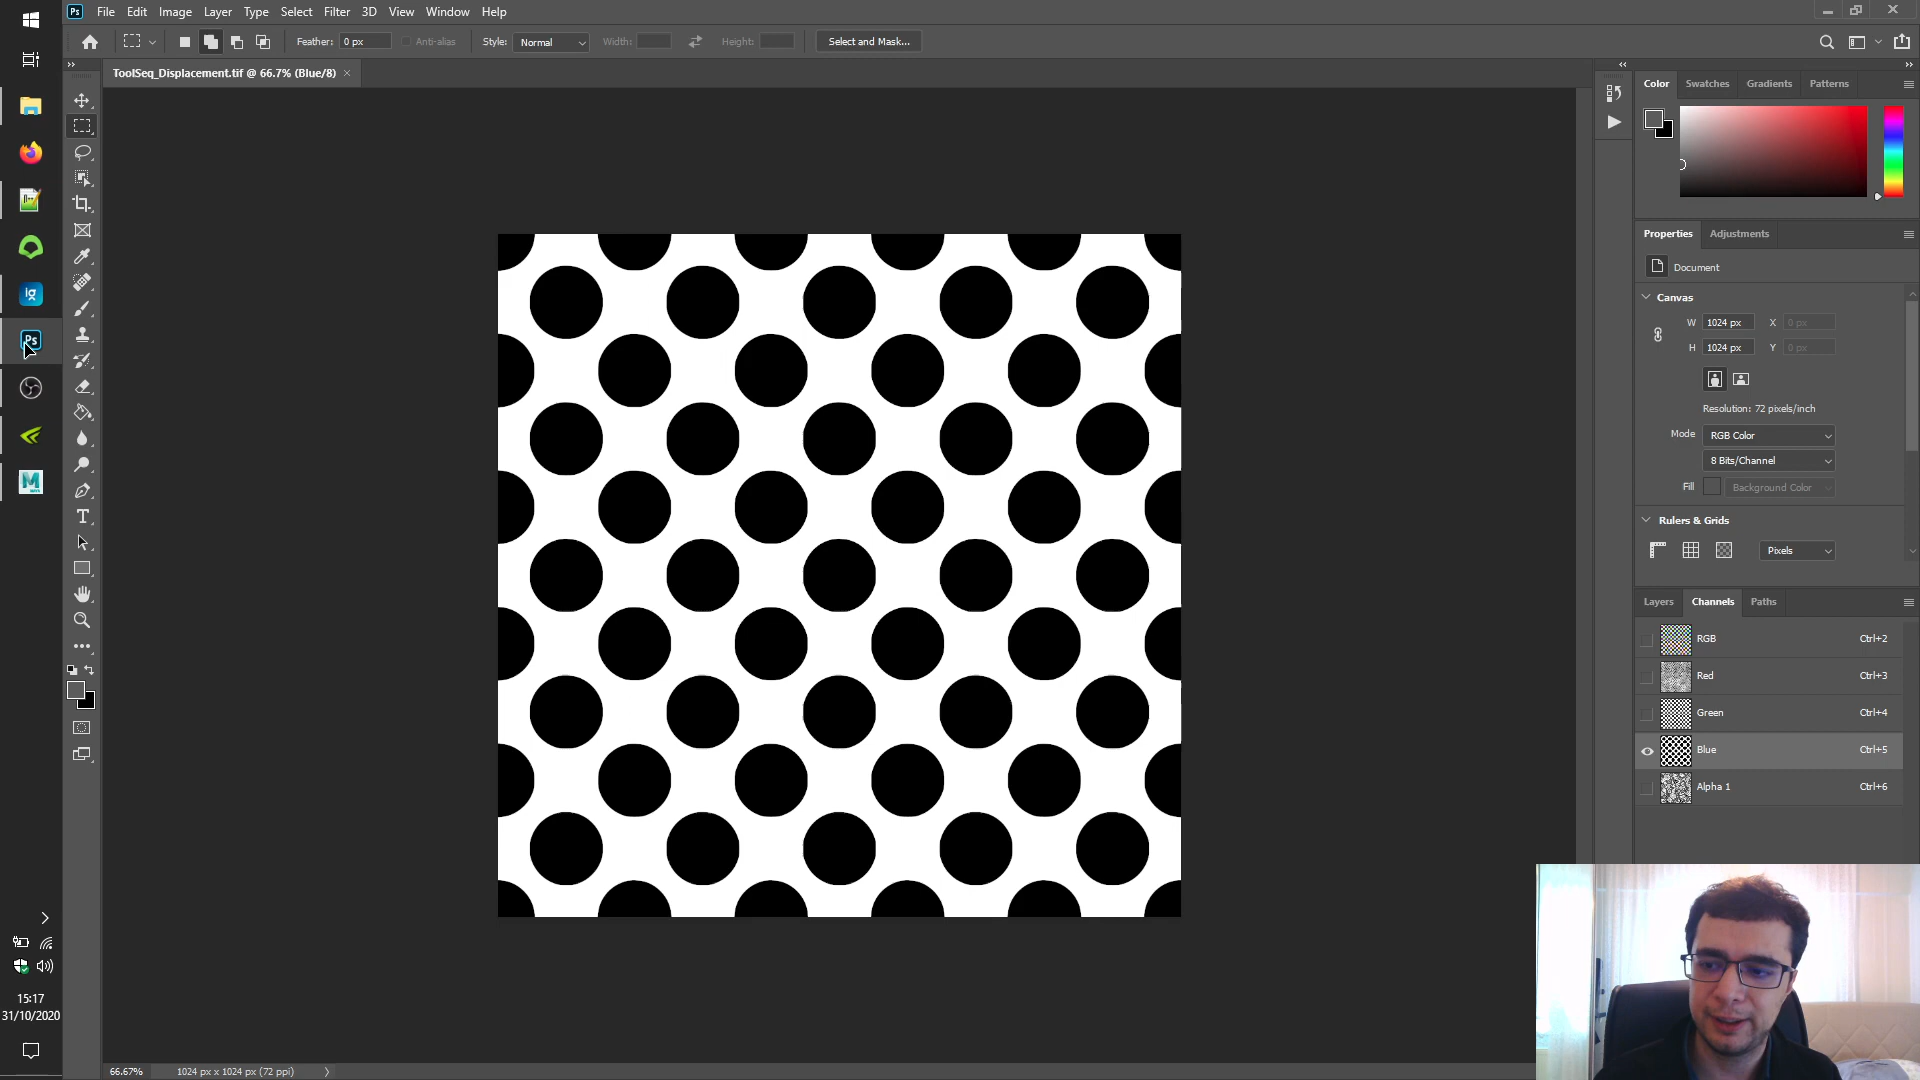 Ps File Edit Image Layer Type Select Filter 3D View Window Help
Feather: 0 px Anti-alias Style: Normal Width: Height: Select and Mask...
ToolSeq_Displacement.tif @ 66.7% (Blue/8) ×
Color Swatches Gradients Patterns
Properties Adjustments
Document
Canvas
W 1024 px X 0 px
H 1024 px Y 0 px
Resolution: 72 pixels/inch
Mode RGB Color
8 Bits/Channel
Fill Background Color
Rulers & Grids
Pixels
Layers Channels Paths
RGB Ctrl+2
Red Ctrl+3
Green Ctrl+4
Blue Ctrl+5
Alpha 1 Ctrl+6
ig
Ps
M
T
15:17
31/10/2020
66.67% 1024 px x 1024 px (72 ppi)